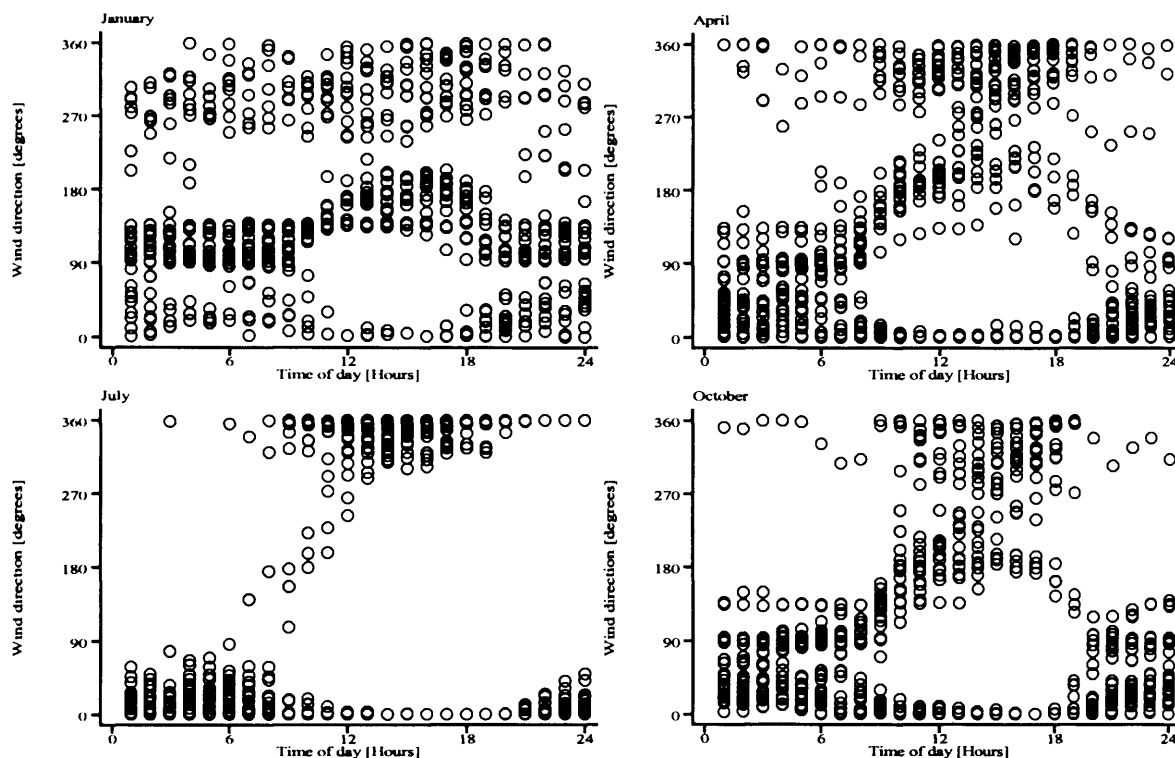 January
360
270
180
90
0
Wind direction [degrees]
0 6 12 18 24
Time of day [Hours]
April
360
270
180
90
0
Wind direction [degrees]
0 6 12 18 24
Time of day [Hours]
July
360
270
180
90
0
Wind direction [degrees]
0 6 12 18 24
Time of day [Hours]
October
360
270
180
90
0
Wind direction [degrees]
0 6 12 18 24
Time of day [Hours]